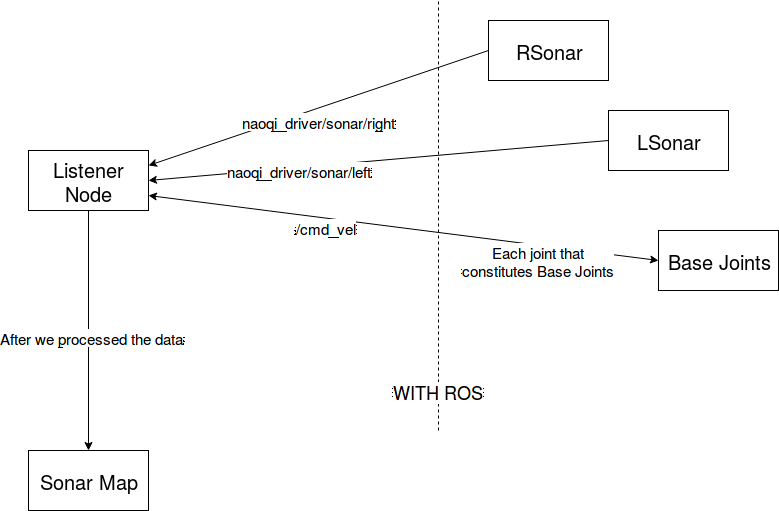 RSonar
naoqi_driver/sonar/right
LSonar
Listener
Node
naoqi_driver/sonar/left
/cmd_vel
Each joint that
constitutes Base Joints
Base Joints
After we processed the data
WITH ROS
Sonar Map